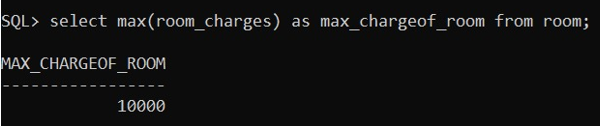 SQL> select max(room_charges) as max_chargeof_room from room;
MAX_CHARGEOF_ROOM
-----------------
10000